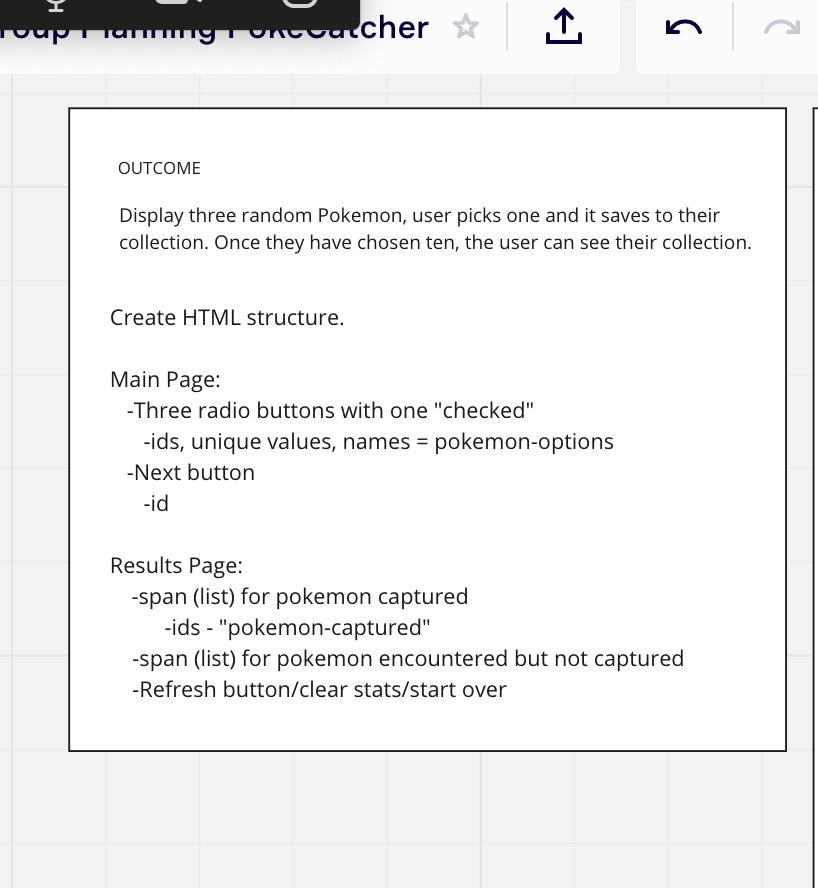 Planning PokeCatcher
OUTCOME
Display three random Pokemon, user picks one and it saves to their
collection. Once they have chosen ten, the user can see their collection.
Create HTML structure.
Main Page:
-Three radio buttons with one "checked"
-ids, unique values, names = pokemon-options
-Next button
-id
Results Page:
-span (list) for pokemon captured
-ids - "pokemon-captured"
-span (list) for pokemon encountered but not captured
-Refresh button/clear stats/start over